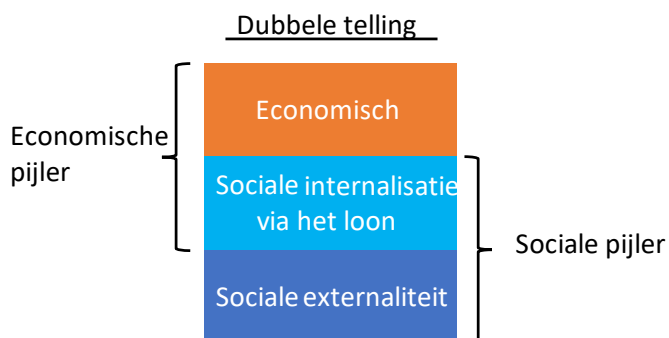 Dubbele telling
Economisch
Economische
pijler
Sociale internalisatie
via het loon
Sociale pijler
Sociale externaliteit